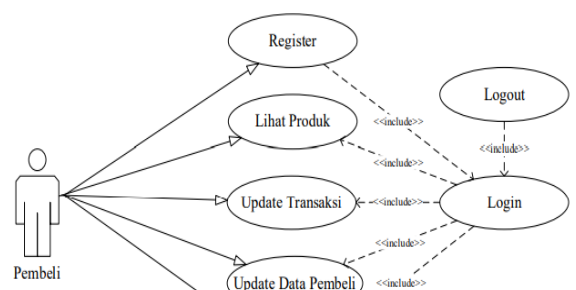 Register
Logout
<<include>>
Lihat Produk
<<include>>
<<include>>
Update Transaksi
<<include>>
Login
Pembeli
<<include>>
Update Data Pembeli
<<include>>